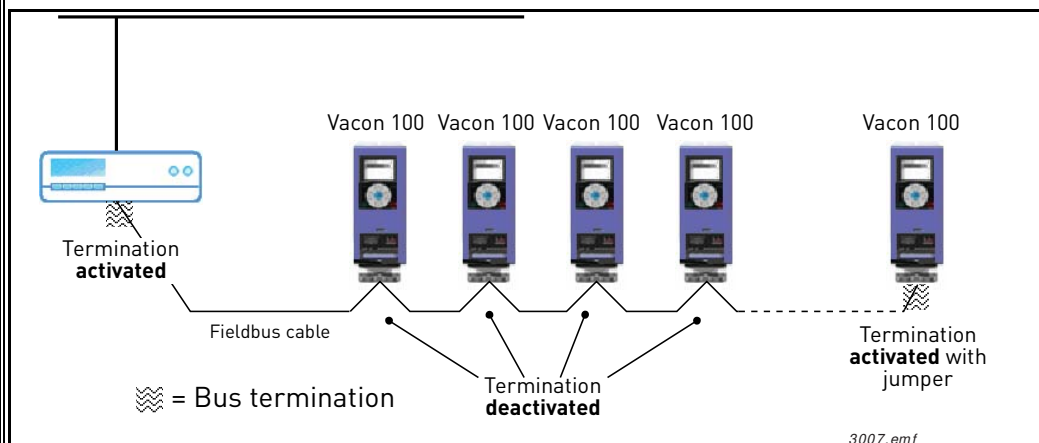 Vacon 100 Vacon 100 Vacon 100 Vacon 100 Vacon 100
Termination
activated
Fieldbus cable
Termination
activated with
jumper
Termination
deactivated
= Bus termination
3007.emf